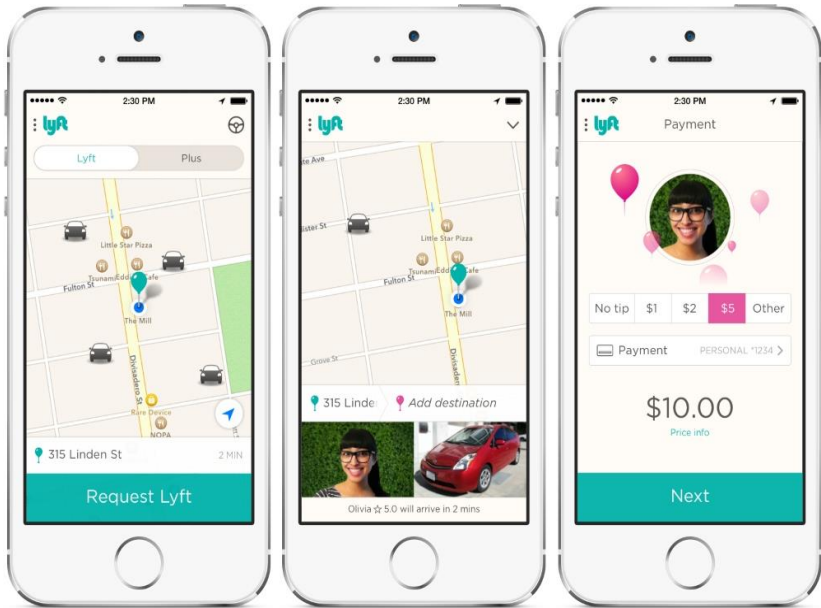 2:30 PM
lyft
Lyft Plus
Little Star Pizza
Fulton St
The Mill
Divisadero St
Rare Device
NOPA
315 Linden St 2 MIN
Request Lyft
2:30 PM
lyft
te Ave
lister St
Little Star Pizza
Fulton St
The Mill
Grove St
Divisadero
315 Linde Add destination
Olivia ☆ 5.0 will arrive in 2 mins
2:30 PM
lyft Payment
No tip $1 $2 $5 Other
Payment PERSONAL *1234
$10.00
Price info
Next